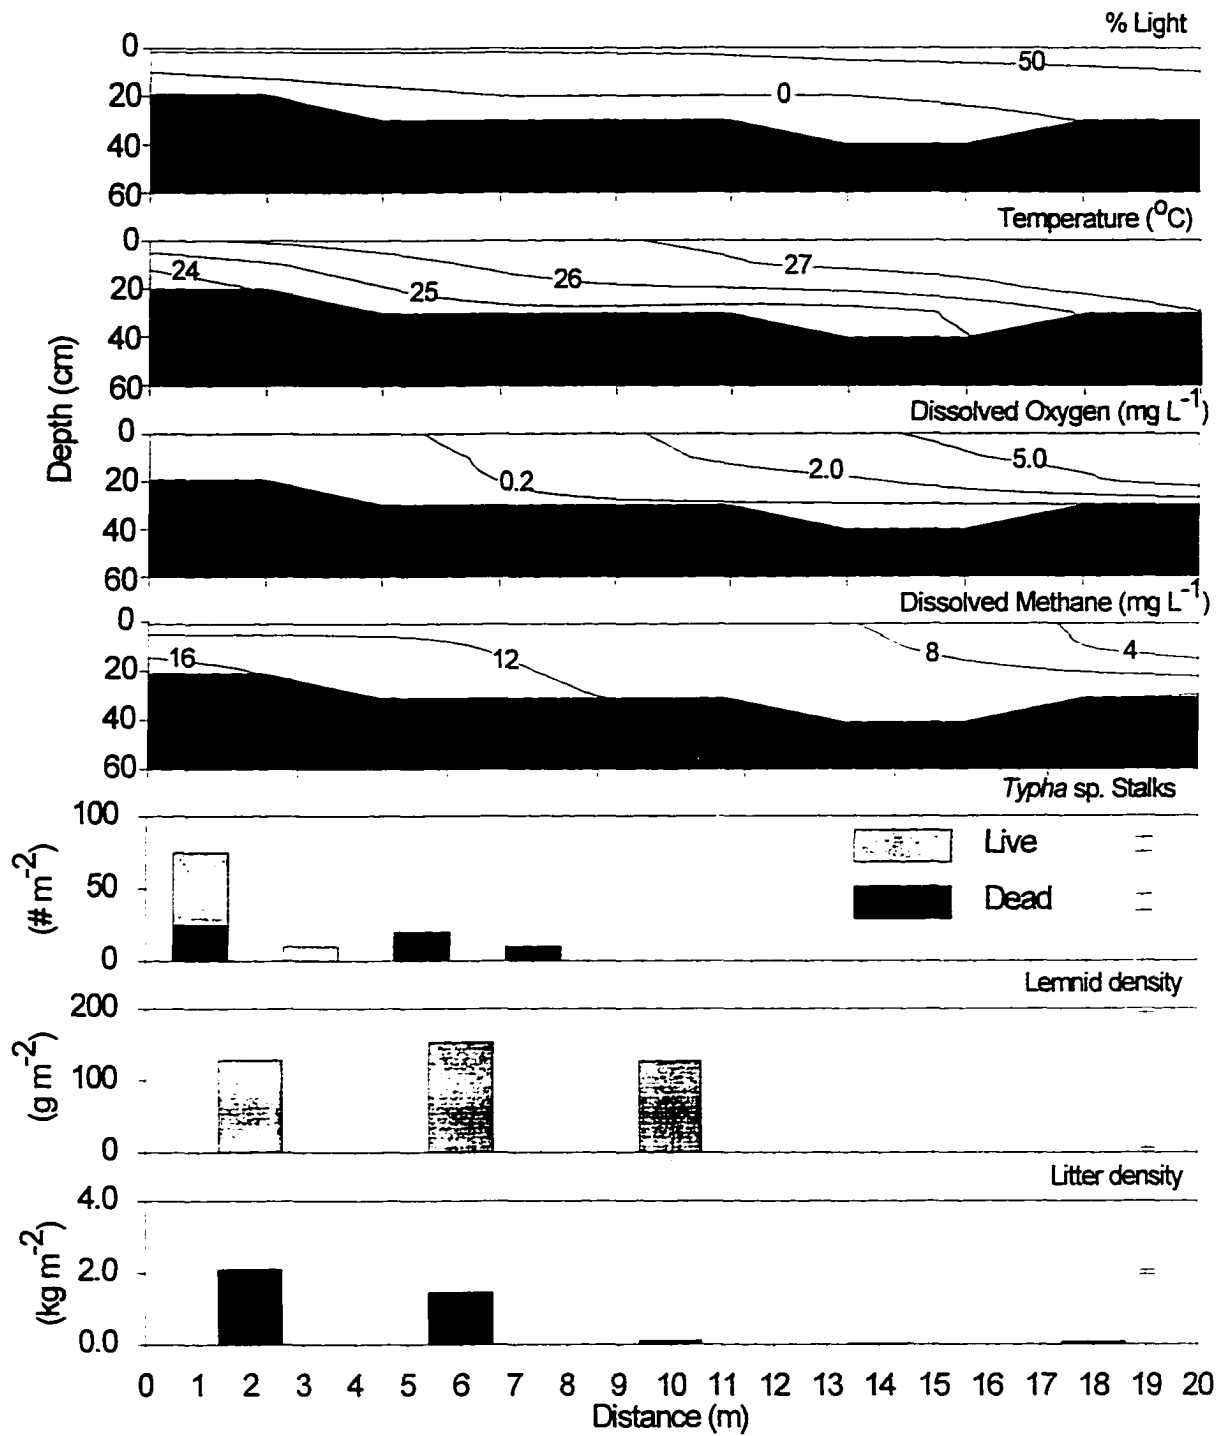 % Light
0
50
20
0
40
60
Temperature (°C)
0
24
27
26
20
25
40
60
Depth (cm)
Dissolved Oxygen (mg L⁻¹)
0
5.0
2.0
20
0.2
40
60
Dissolved Methane (mg L⁻¹)
0
16
12
8
4
20
40
60
Typha sp. Stalks
100
Live
50
Dead
0
(# m⁻²)
Lemnid density
200
100
0
(g m⁻²)
Litter density
4.0
2.0
0.0
(kg m⁻²)
0 1 2 3 4 5 6 7 8 9 10 11 12 13 14 15 16 17 18 19 20
Distance (m)